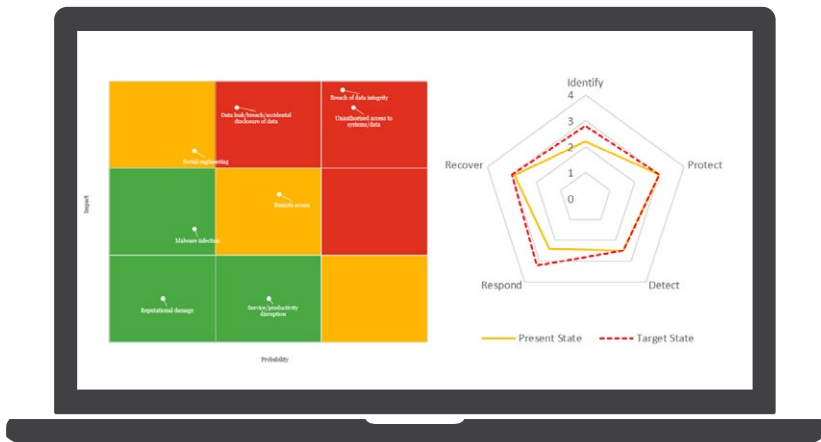 Breach of data integrity
Data leak/breach/accidental
disclosure of data
Unauthorized access to
systems/data
Social engineering
Remote access
Malware infection
Reputational damage
Service/productivity
disruption
Impact
Probability
Identify
4
3
2
1
0
Recover
Protect
Respond
Detect
Present State
Target State